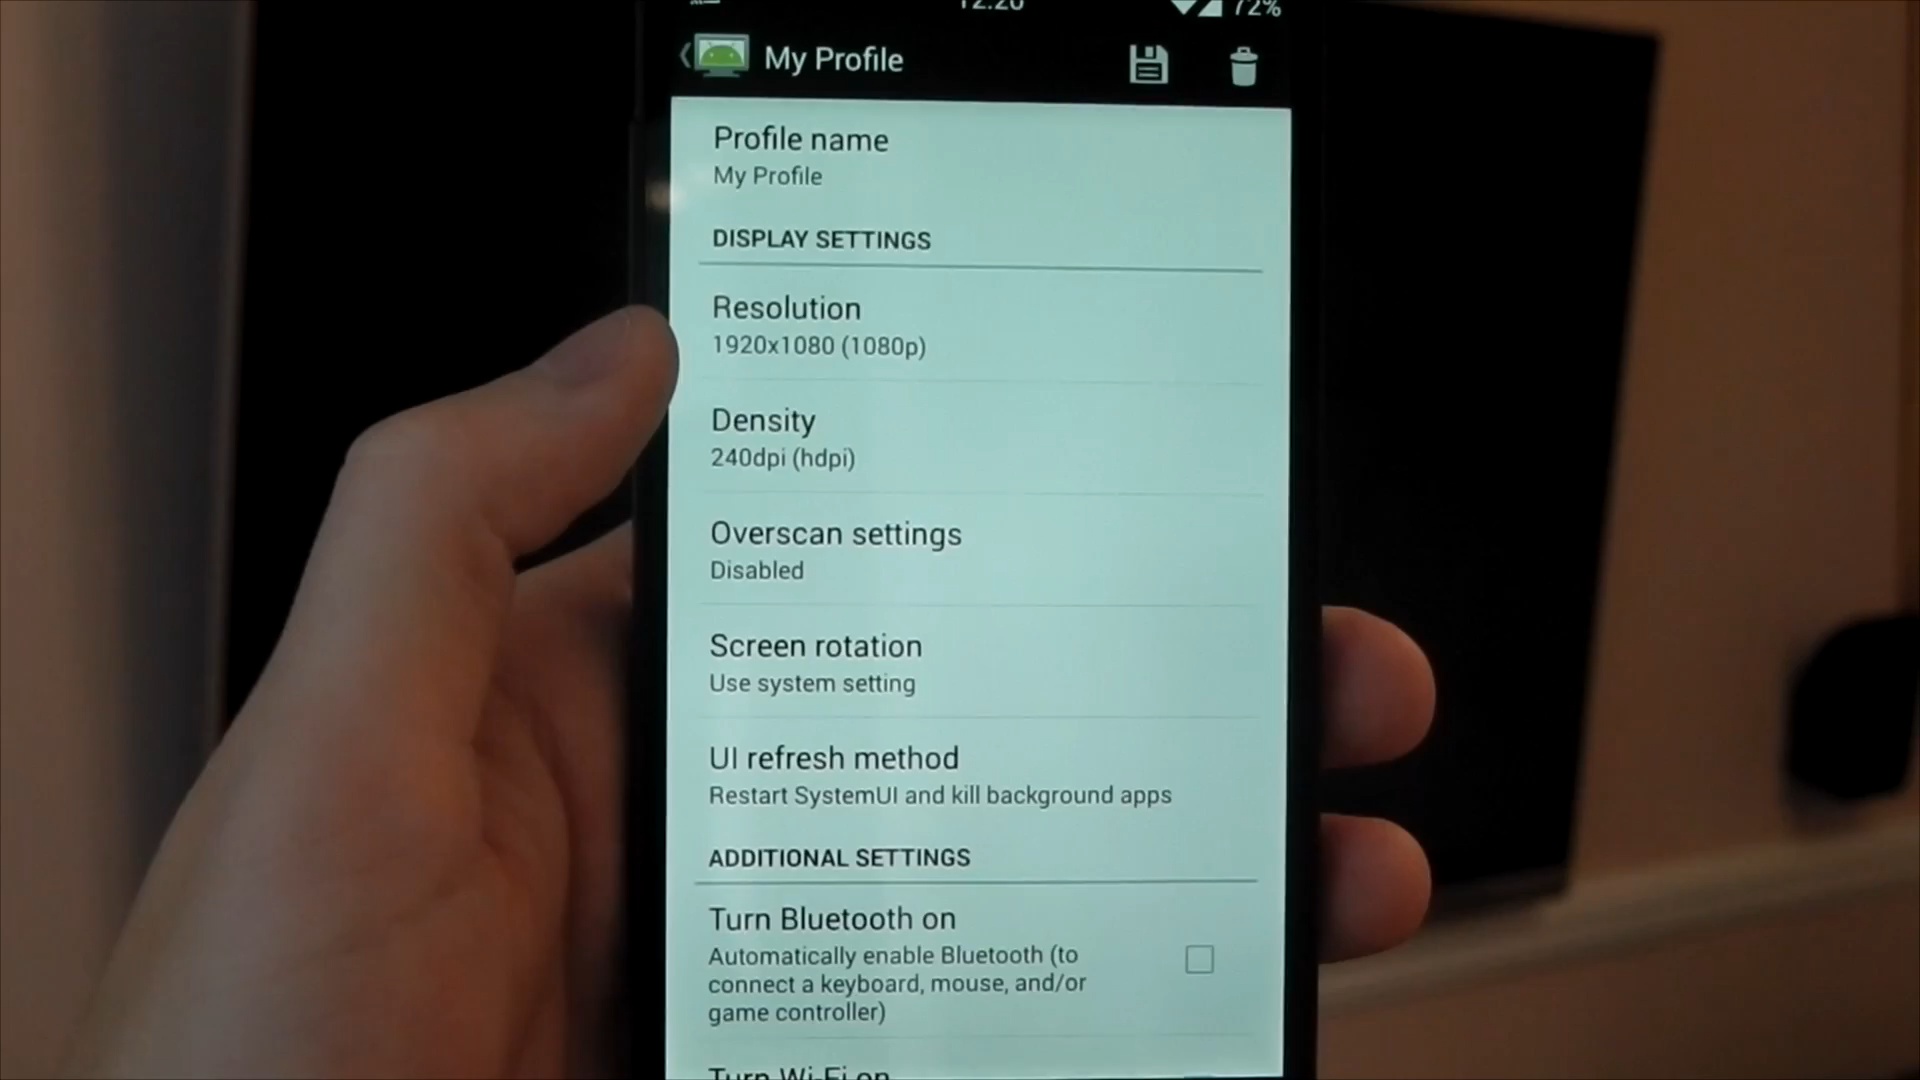 12:20 72%
My Profile
Profile name
My Profile
DISPLAY SETTINGS
Resolution
1920x1080 (1080p)
Density
240dpi (hdpi)
Overscan settings
Disabled
Screen rotation
Use system setting
UI refresh method
Restart SystemUI and kill background apps
ADDITIONAL SETTINGS
Turn Bluetooth on
Automatically enable Bluetooth (to
connect a keyboard, mouse, and/or
game controller)
Turn Wi-Fi on